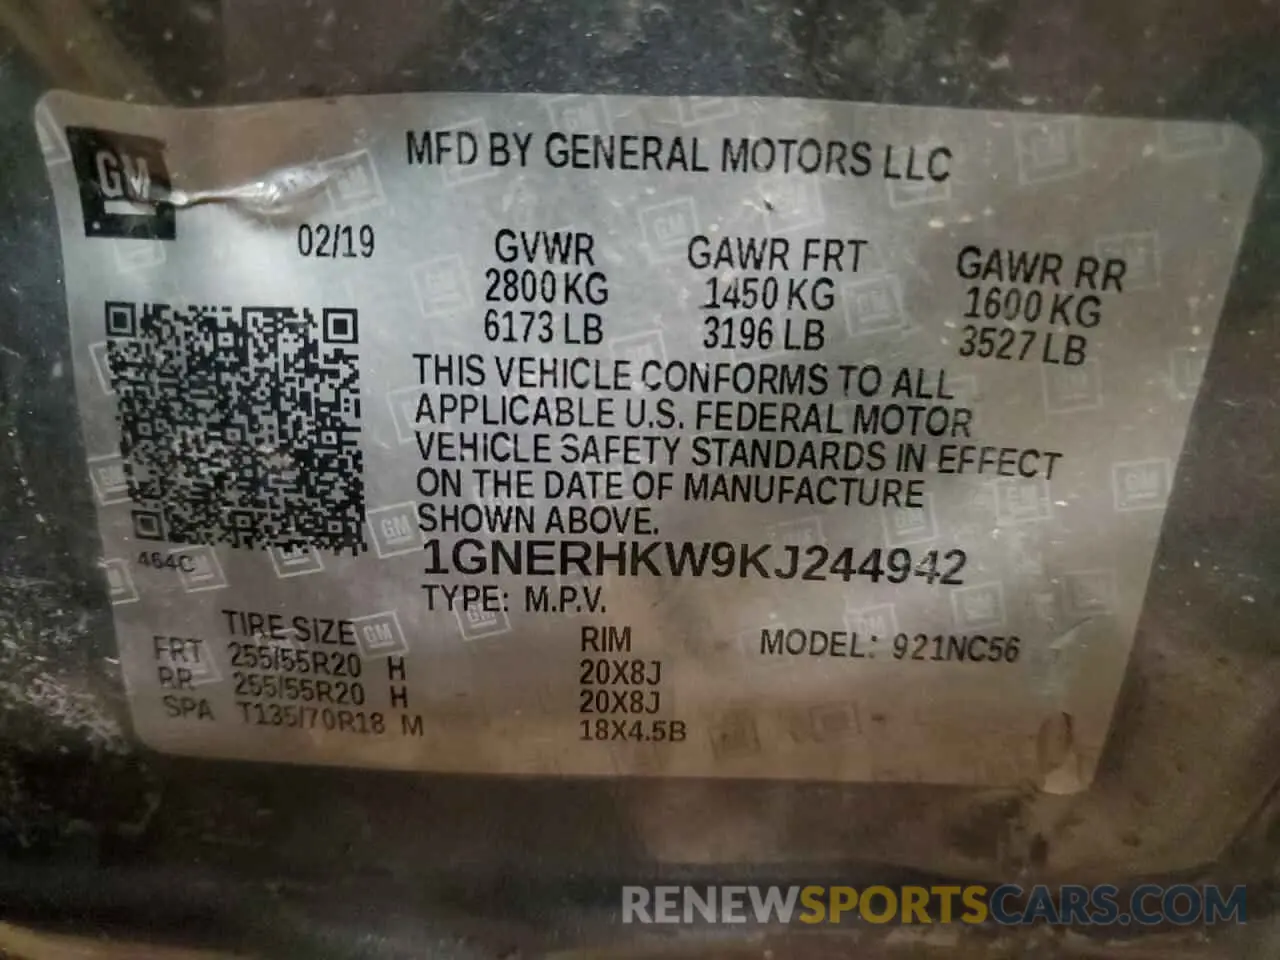 GM
MFD BY GENERAL MOTORS LLC
02/19 GVWR GAWR FRT GAWR RR
2800 KG 1450 KG 1600 KG
6173 LB 3196 LB 3527 LB
THIS VEHICLE CONFORMS TO ALL
APPLICABLE U.S. FEDERAL MOTOR
VEHICLE SAFETY STANDARDS IN EFFECT
ON THE DATE OF MANUFACTURE
SHOWN ABOVE.
1GNERHKW9KJ244942
464C
TYPE: M.P.V.
TIRE SIZE RIM MODEL: 921NC56
FRT 255/55R20 H 20X8J
RR 255/55R20 H 20X8J
SPA T135/70R18 M 18X4.5B
RENEWSPORTSCARS.COM